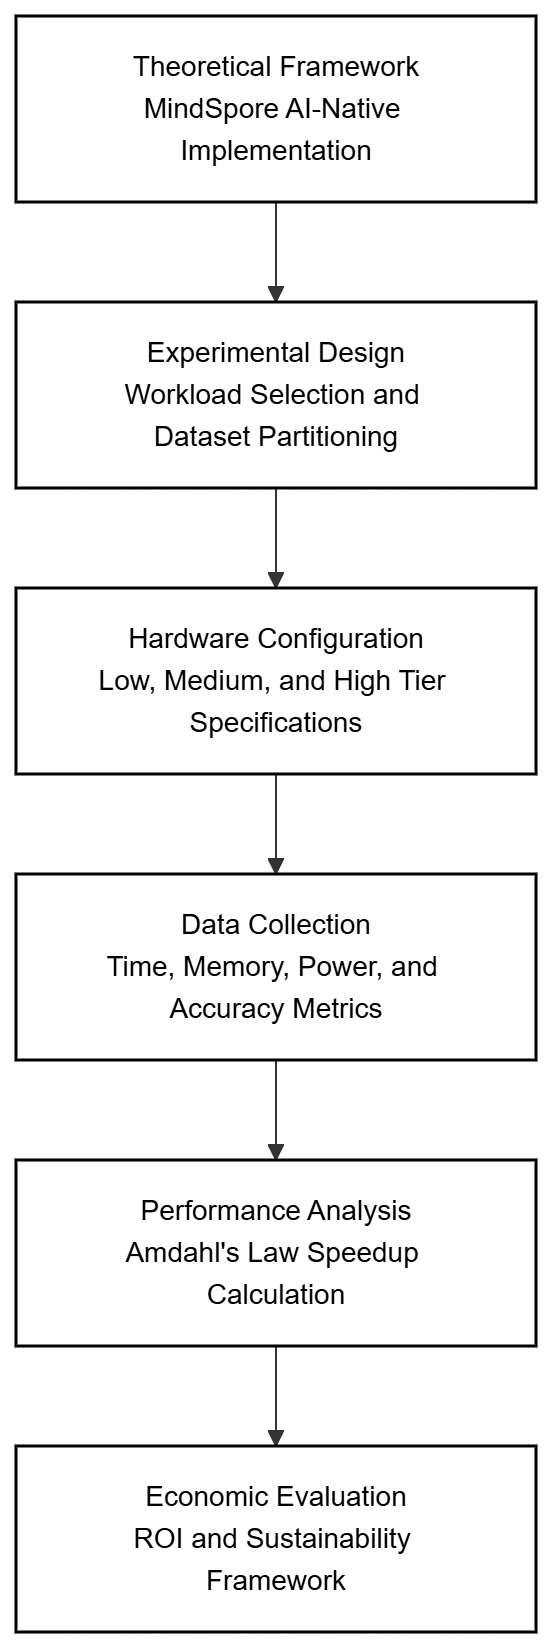 Theoretical Framework
MindSpore AI-Native
Implementation
Experimental Design
Workload Selection and
Dataset Partitioning
Hardware Configuration
Low, Medium, and High Tier
Specifications
Data Collection
Time, Memory, Power, and
Accuracy Metrics
Performance Analysis
Amdahl's Law Speedup
Calculation
Economic Evaluation
ROI and Sustainability
Framework